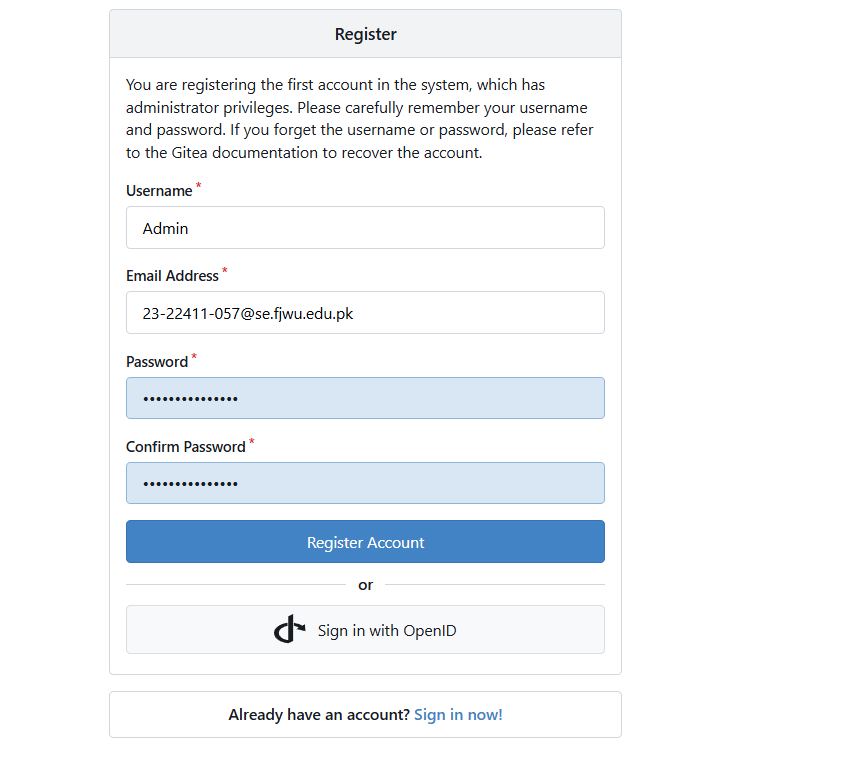 Register
You are registering the first account in the system, which has
administrator privileges. Please carefully remember your username
and password. If you forget the username or password, please refer
to the Gitea documentation to recover the account.
Username *
Admin
Email Address *
23-22411-057@se.fjwu.edu.pk
Password *
•••••••••••••••
Confirm Password *
•••••••••••••••
Register Account
or
Sign in with OpenID
Already have an account? Sign in now!